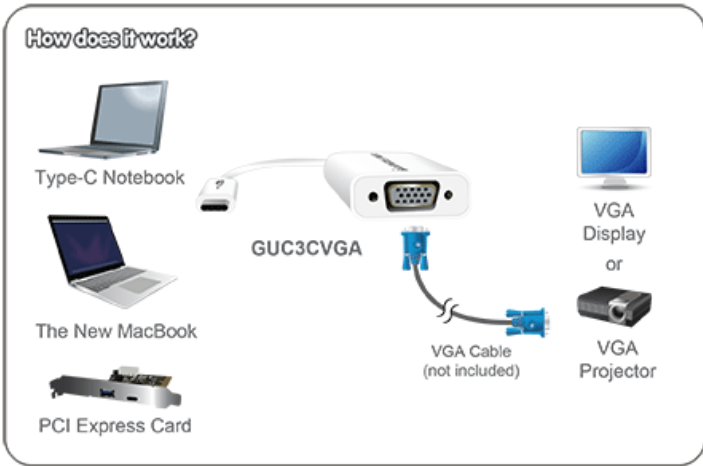 How does it work?
Type-C Notebook
The New MacBook
PCI Express Card
GUC3CVGA
VGA Cable
(not included)
VGA
Display
or
VGA
Projector